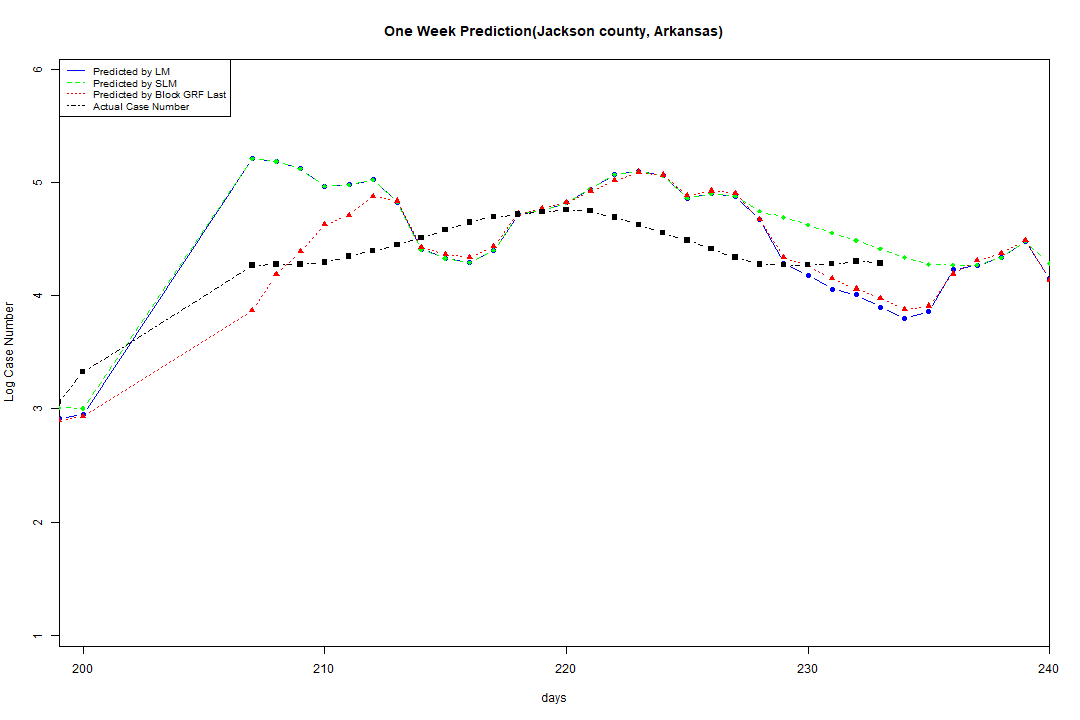 One Week Prediction(Jackson county, Arkansas)
Predicted by LM
Predicted by SLM
Predicted by Block GRF Last
Actual Case Number
6
5
4
3
2
1
Log Case Number
200 210 220 230 240
days